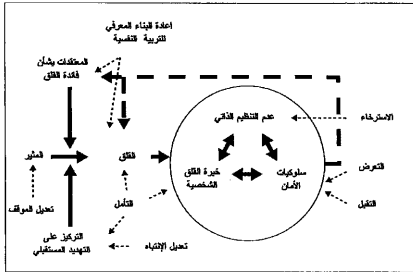 اعادة البناء المعرفي
للتربية النفسية
المعتقدات بشأن
فائدة القلق
عدم التنظيم الذاتي
الاسترخاء
المثير
القلق
خبرة القلق
الشخصية
سلوكيات
الأمان
التعرض
تعديل الموقف
التأمل
التقبل
التركيز على
التهديد المستقبلي
تعديل الإنتباه